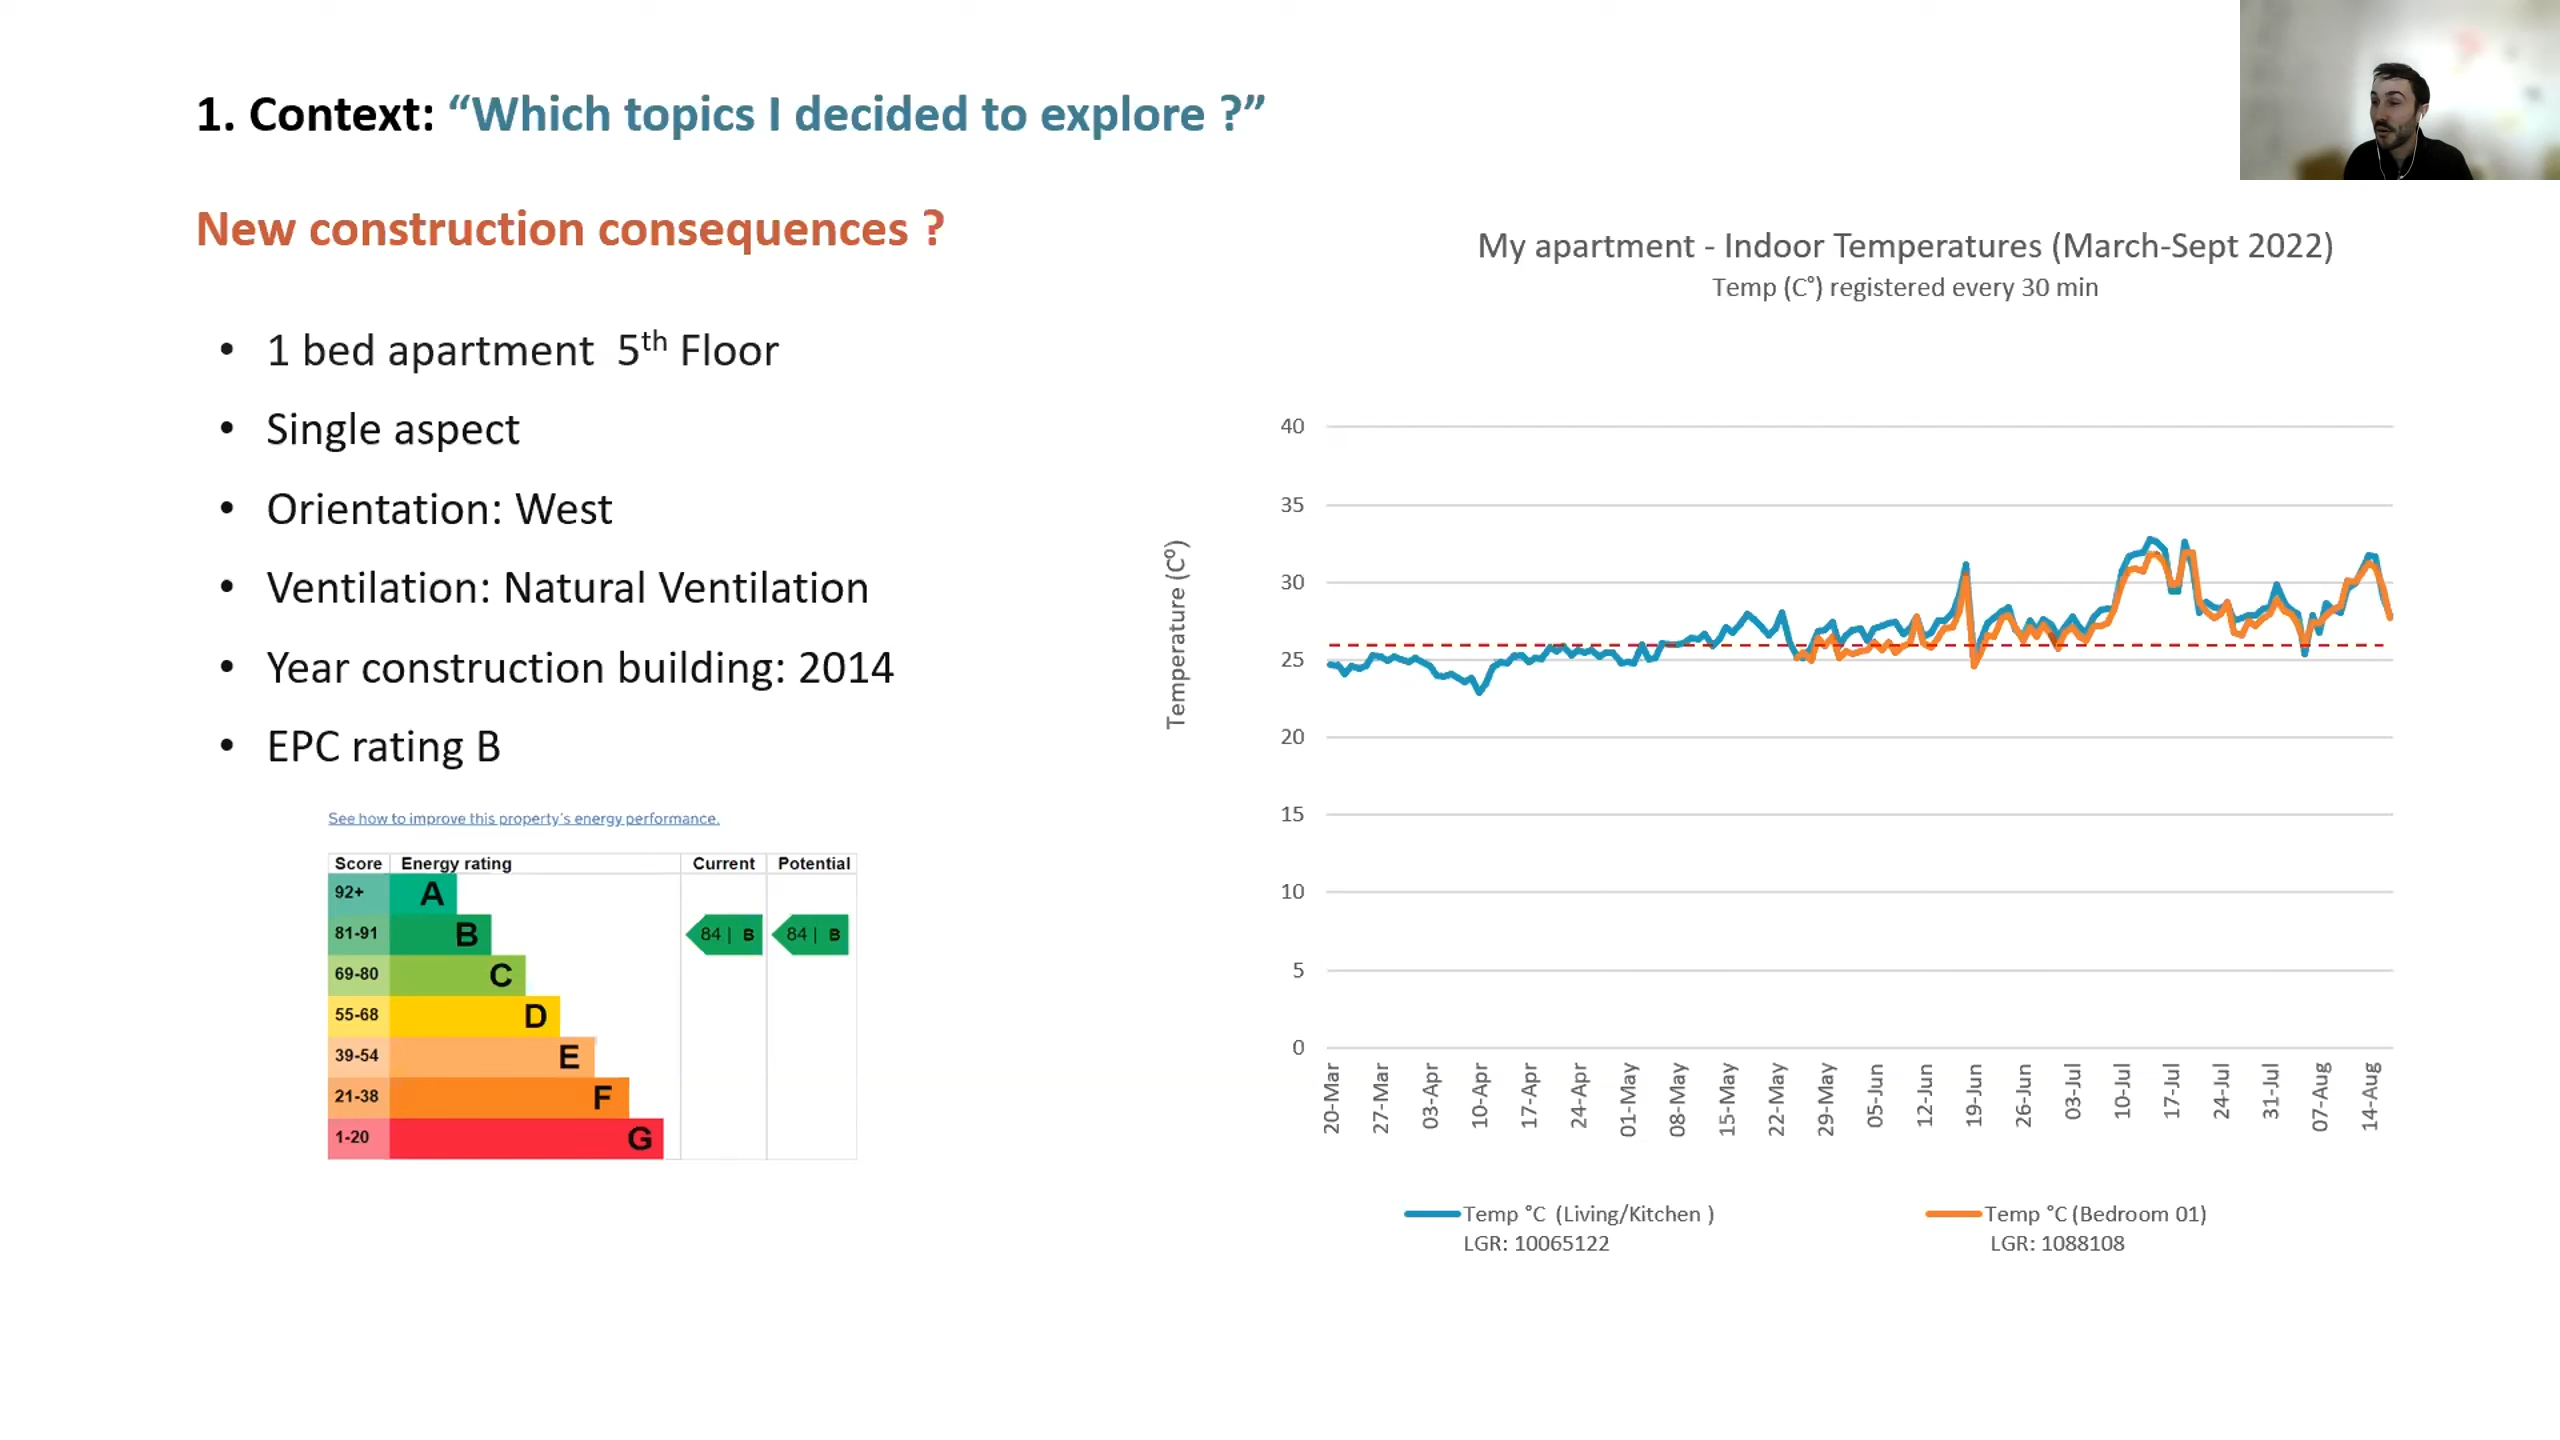 1. Context: “Which topics I decided to explore ?”
New construction consequences ?
• 1 bed apartment  5th Floor
• Single aspect
• Orientation: West
• Ventilation: Natural Ventilation
• Year construction building: 2014
• EPC rating B
See how to improve this property's energy performance.
Score Energy rating Current Potential
92+ A
81-91 B 84 | B 84 | B
69-80 C
55-68 D
39-54 E
21-38 F
1-20 G
My apartment - Indoor Temperatures (March-Sept 2022)
Temp (C°) registered every 30 min
Temperature (C⁰)
40
35
30
25
20
15
10
5
0
20-Mar
27-Mar
03-Apr
10-Apr
17-Apr
24-Apr
01-May
08-May
15-May
22-May
29-May
05-Jun
12-Jun
19-Jun
26-Jun
03-Jul
10-Jul
17-Jul
24-Jul
31-Jul
07-Aug
14-Aug
Temp °C (Living/Kitchen )
LGR: 10065122
Temp °C (Bedroom 01)
LGR: 1088108